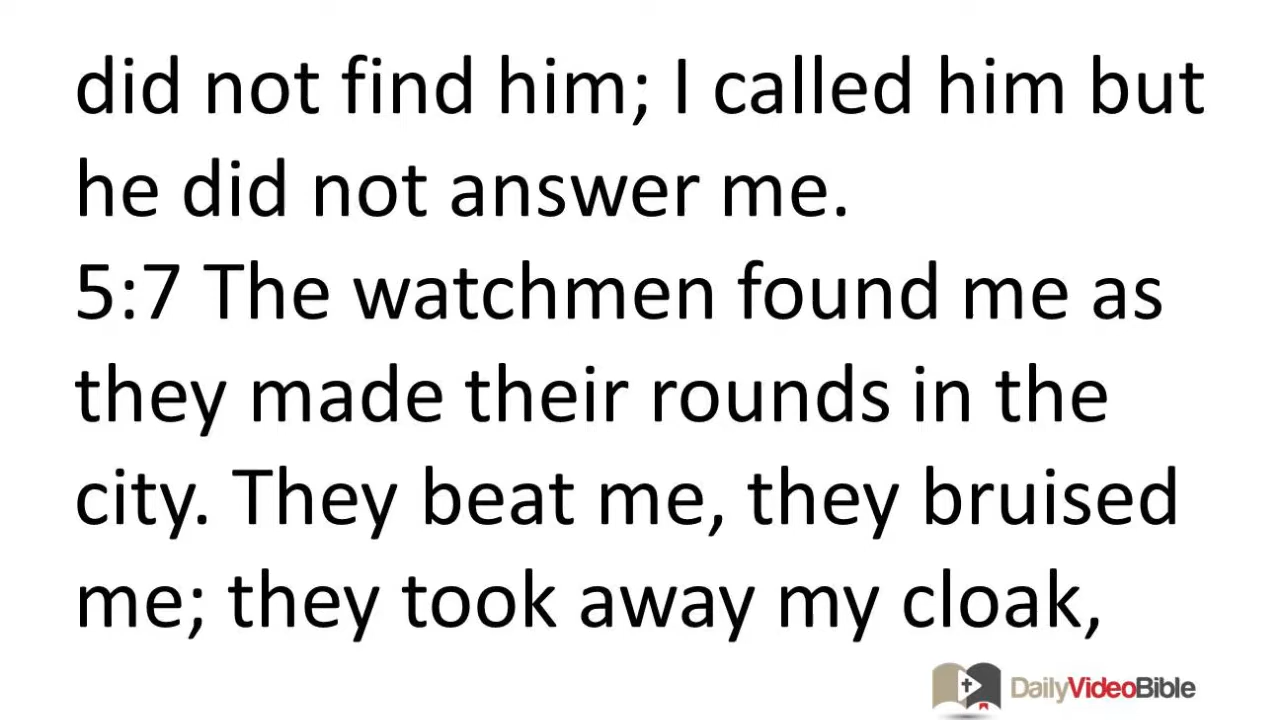 did not find him; I called him but
he did not answer me.
5:7 The watchmen found me as
they made their rounds in the
city. They beat me, they bruised
me; they took away my cloak,
DailyVideoBible